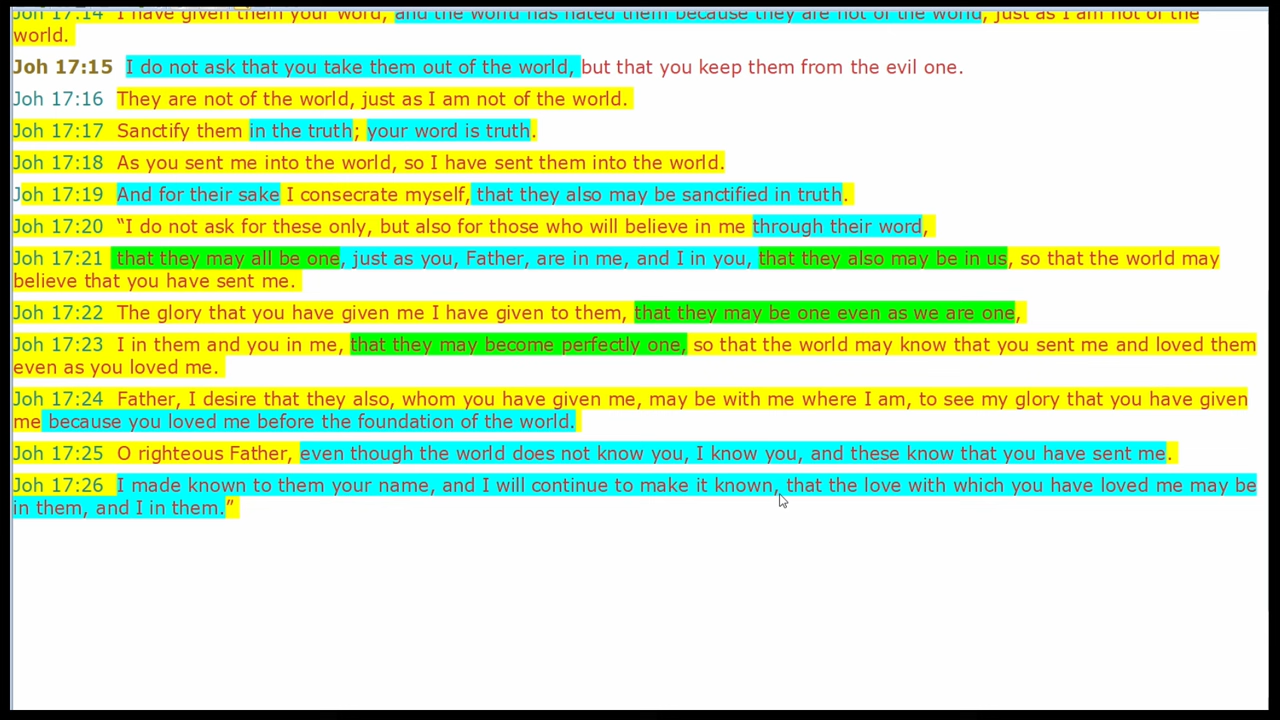 Joh 17:14 I have given them your word, and the world has hated them because they are not of the world, just as I am not of the
world.
Joh 17:15 I do not ask that you take them out of the world, but that you keep them from the evil one.
Joh 17:16 They are not of the world, just as I am not of the world.
Joh 17:17 Sanctify them in the truth; your word is truth.
Joh 17:18 As you sent me into the world, so I have sent them into the world.
Joh 17:19 And for their sake I consecrate myself, that they also may be sanctified in truth.
Joh 17:20 “I do not ask for these only, but also for those who will believe in me through their word,
Joh 17:21 that they may all be one, just as you, Father, are in me, and I in you, that they also may be in us, so that the world may
believe that you have sent me.
Joh 17:22 The glory that you have given me I have given to them, that they may be one even as we are one,
Joh 17:23 I in them and you in me, that they may become perfectly one, so that the world may know that you sent me and loved them
even as you loved me.
Joh 17:24 Father, I desire that they also, whom you have given me, may be with me where I am, to see my glory that you have given
me because you loved me before the foundation of the world.
Joh 17:25 O righteous Father, even though the world does not know you, I know you, and these know that you have sent me.
Joh 17:26 I made known to them your name, and I will continue to make it known, that the love with which you have loved me may be
in them, and I in them.”